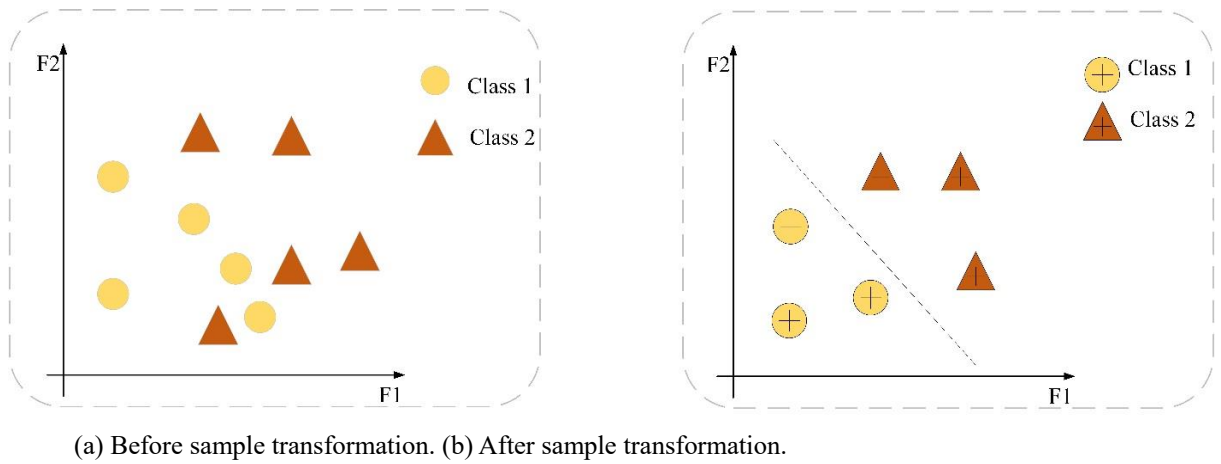 F2
Class 1
Class 2
F1
F2
Class 1
Class 2
F1
(a) Before sample transformation. (b) After sample transformation.